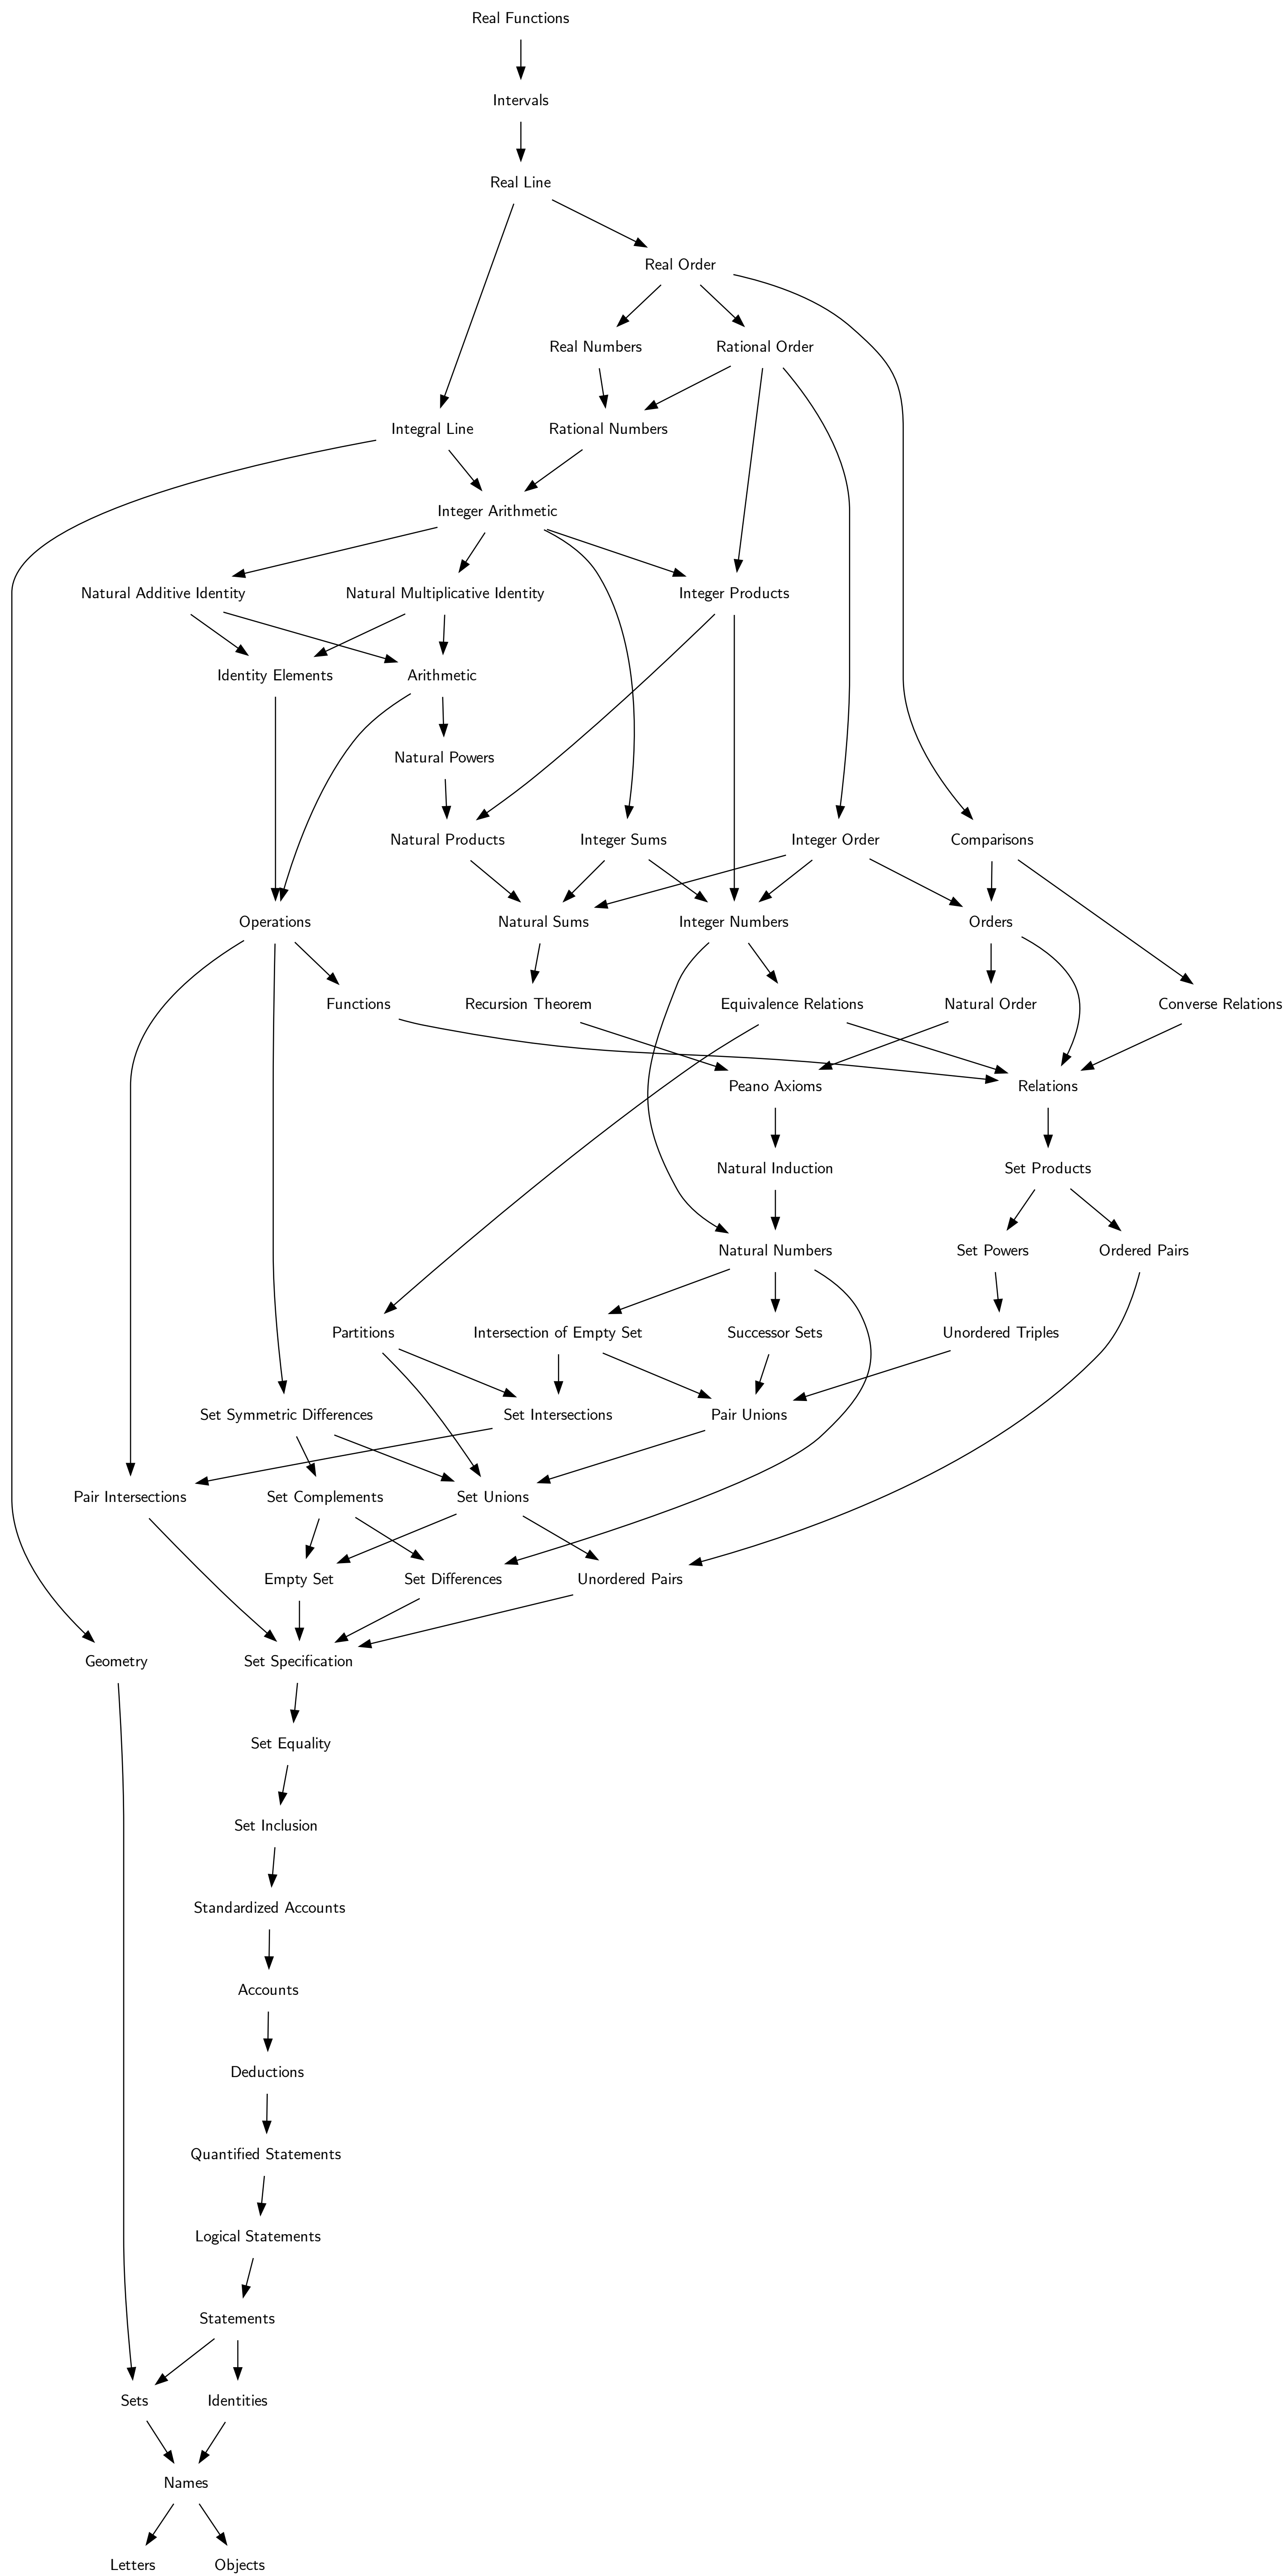 Real Functions
Intervals
Real Line
Real Order
Real Numbers
Rational Order
Integral Line
Rational Numbers
Integer Arithmetic
Natural Additive Identity
Natural Multiplicative Identity
Integer Products
Identity Elements
Arithmetic
Natural Powers
Natural Products
Integer Sums
Integer Order
Comparisons
Operations
Natural Sums
Integer Numbers
Orders
Functions
Recursion Theorem
Equivalence Relations
Natural Order
Converse Relations
Peano Axioms
Relations
Natural Induction
Set Products
Natural Numbers
Set Powers
Ordered Pairs
Partitions
Intersection of Empty Set
Successor Sets
Unordered Triples
Set Symmetric Differences
Set Intersections
Pair Unions
Pair Intersections
Set Complements
Set Unions
Empty Set
Set Differences
Unordered Pairs
Geometry
Set Specification
Set Equality
Set Inclusion
Standardized Accounts
Accounts
Deductions
Quantified Statements
Logical Statements
Statements
Sets
Identities
Names
Letters
Objects